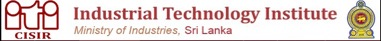 CISIR
Industrial Technology Institute
Ministry of Industries, Sri Lanka